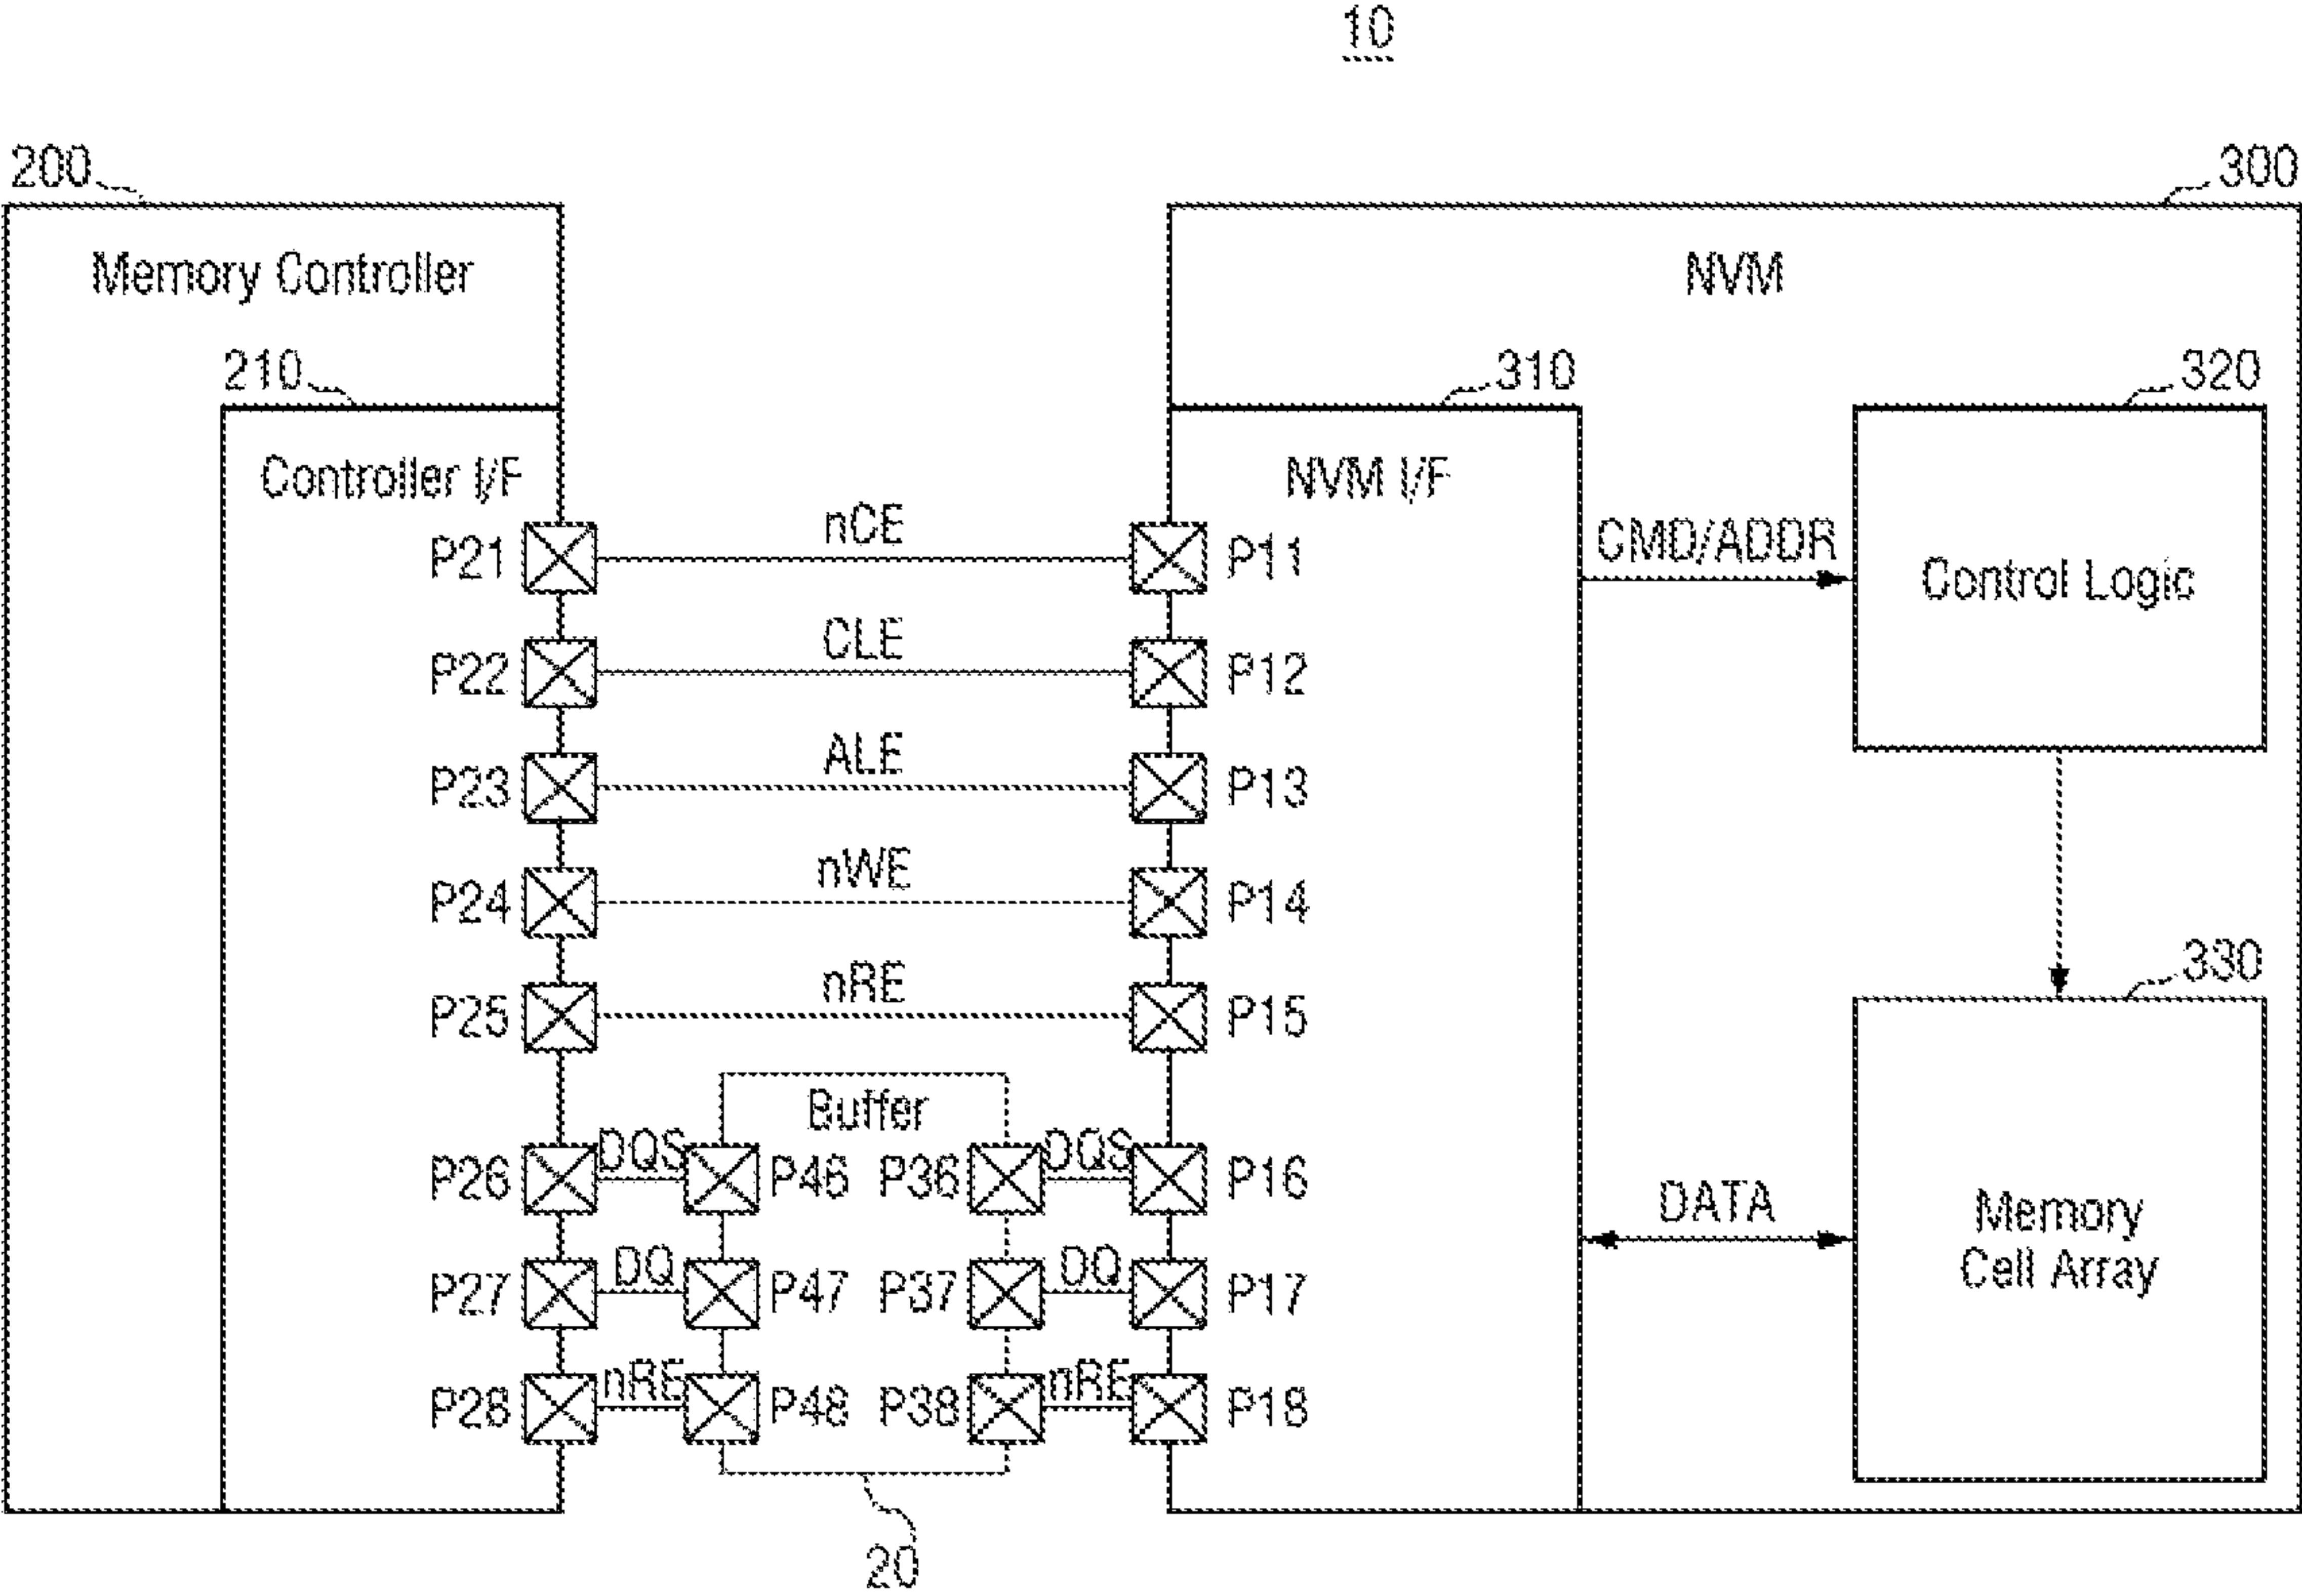 10
200
300
Memory Controller
NVM
210
310
320
Controller I/F
NVM I/F
P21
nCE
P11
CMD/ADDR
Control Logic
P22
CLE
P12
P23
ALE
P13
P24
nWE
P14
P25
nRE
P15
330
Buffer
P26
DQS
P46
P36
DQS
P16
P27
DQ
P47
P37
DQ
P17
DATA
Memory
Cell Array
P28
nRE
P48
P38
nRE
P18
20